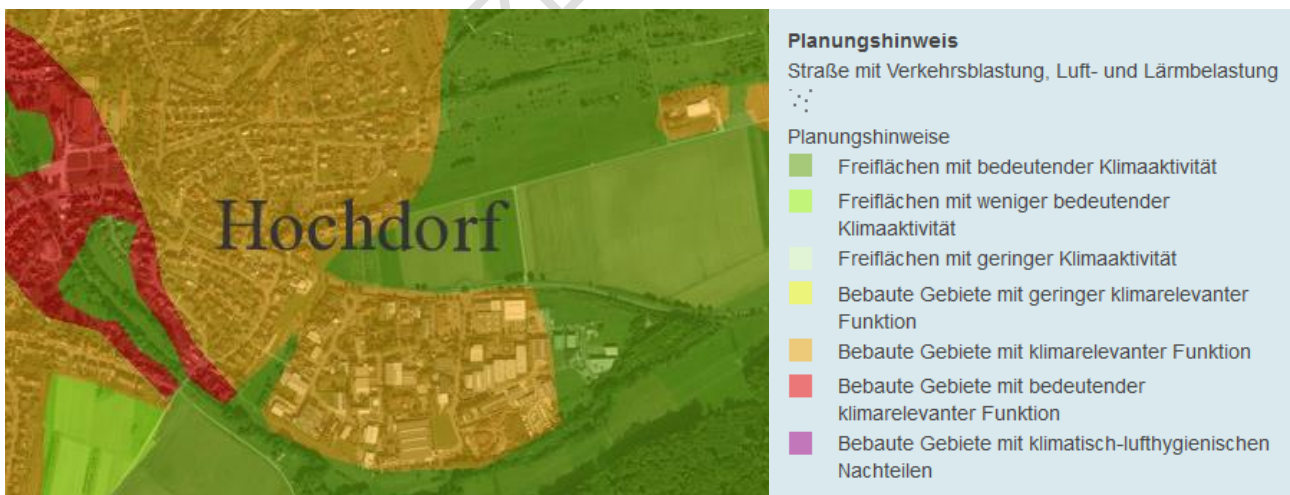 Hochdorf
Planungshinweis
Straße mit Verkehrsblastung, Luft- und Lärmbelastung
Planungshinweise
Freiflächen mit bedeutender Klimaaktivität
Freiflächen mit weniger bedeutender
Klimaaktivität
Freiflächen mit geringer Klimaaktivität
Bebaute Gebiete mit geringer klimarelevanter
Funktion
Bebaute Gebiete mit klimarelevanter Funktion
Bebaute Gebiete mit bedeutender
klimarelevanter Funktion
Bebaute Gebiete mit klimatisch-lufthygienischen
Nachteilen